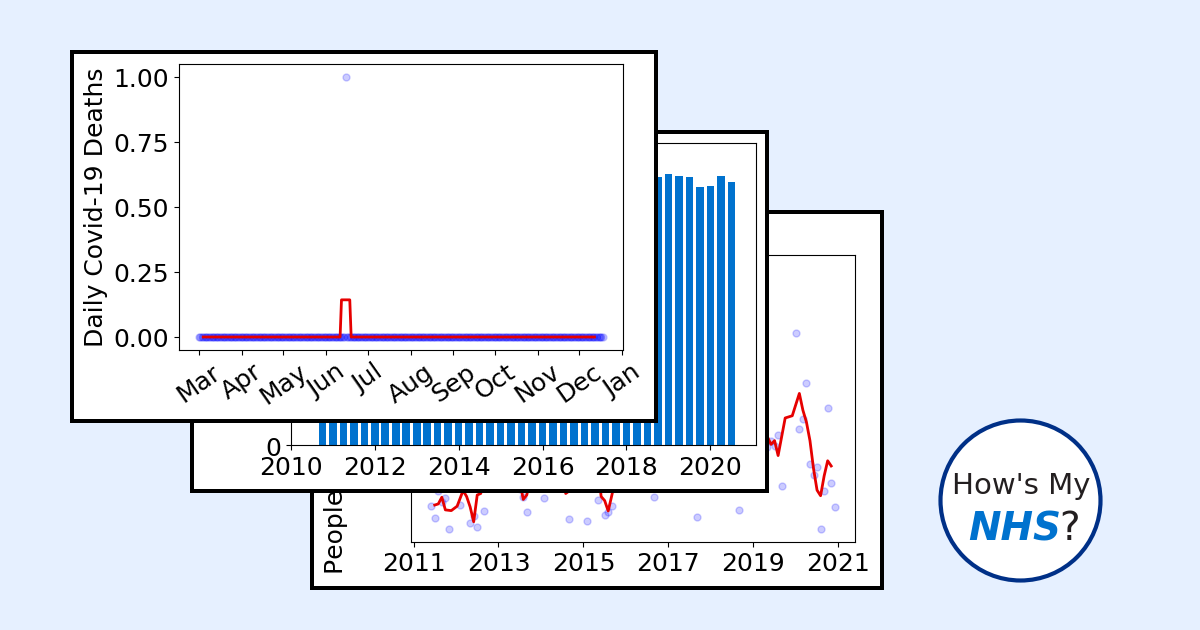 Daily Covid-19 Deaths
1.00
0.75
0.50
0.25
0.00
Mar Apr May Jun Jul Aug Sep Oct Nov Dec Jan
0
2010 2012 2014 2016 2018 2020
People
2011 2013 2015 2017 2019 2021
How's My
NHS?